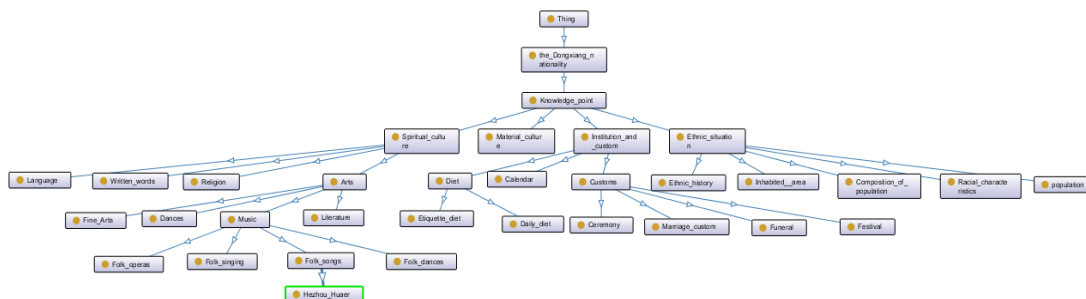 Thing
the_Dongxiang_n
ationality
Knowledge_point
Spiritual_cultu
re
Material_cultur
e
Institution_and
_custom
Ethnic_situatio
n
Language
Written_words
Religion
Arts
Diet
Calendar
Customs
Ethnic_history
Inhabited__area
Composition_of_
population
Racial_characte
ristics
population
Fine_Arts
Dances
Music
Literature
Etiquette_diet
Daily_diet
Ceremony
Marriage_custom
Funeral
Festival
Folk_operas
Folk_singing
Folk_songs
Folk_dances
Hezhou_Huaer